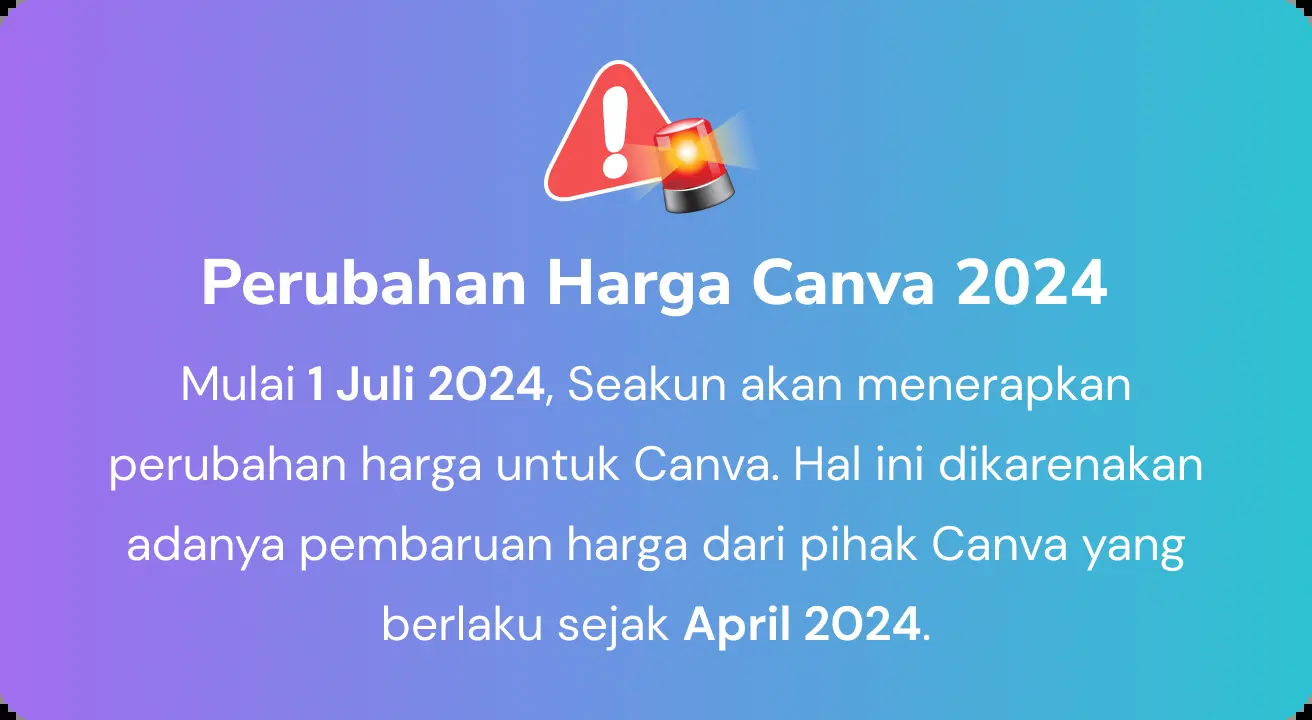 Perubahan Harga Canva 2024
Mulai 1 Juli 2024, Seakun akan menerapkan
perubahan harga untuk Canva. Hal ini dikarenakan
adanya pembaruan harga dari pihak Canva yang
berlaku sejak April 2024.